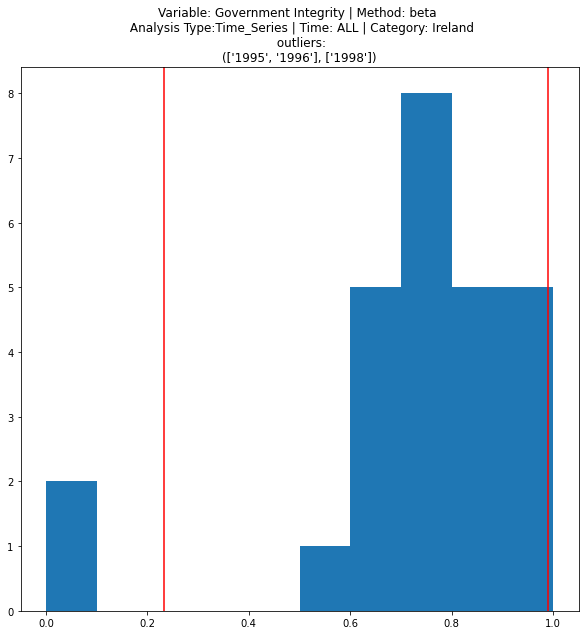 Variable: Government Integrity | Method: beta
Analysis Type:Time_Series | Time: ALL | Category: Ireland
outliers:
(['1995', '1996'], ['1998'])
8
7
6
5
4
3
2
1
0
0.0 0.2 0.4 0.6 0.8 1.0